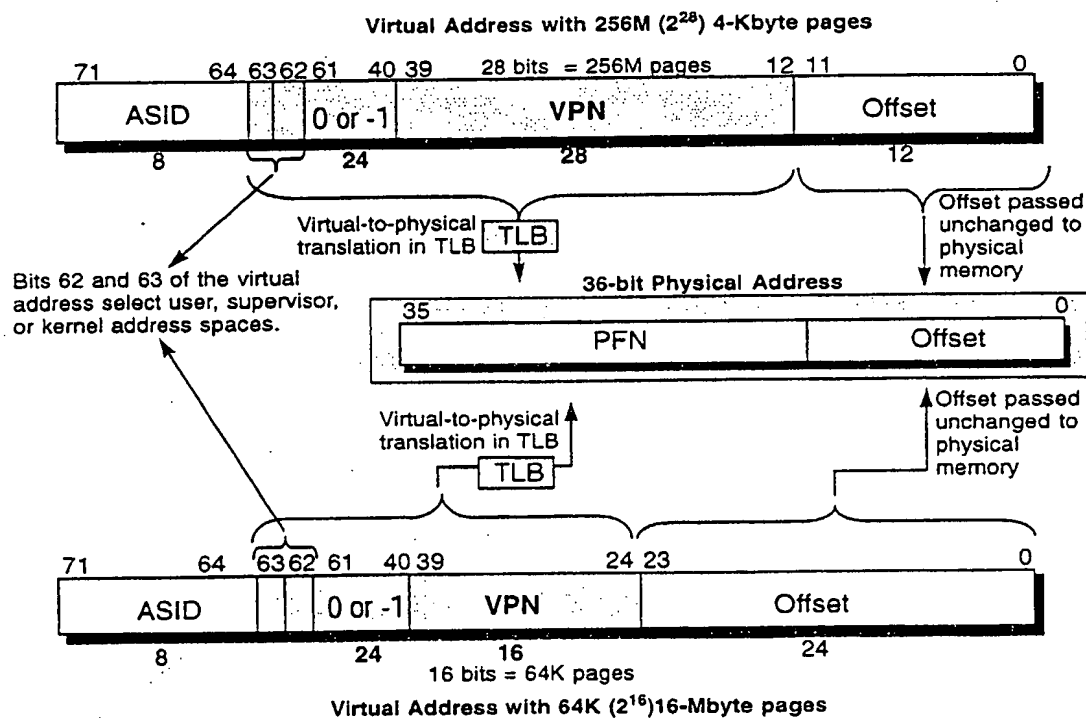 Virtual Address with 256M (2²⁸) 4-Kbyte pages
71 64 63 62 61 40 39 28 bits = 256M pages 12 11 0
ASID 0 or -1 VPN Offset
8 24 28 12
Virtual-to-physical
translation in TLB
TLB
Offset passed
unchanged to
physical
memory
Bits 62 and 63 of the virtual
address select user, supervisor,
or kernel address spaces.
36-bit Physical Address
35 0
PFN Offset
Virtual-to-physical
translation in TLB
TLB
Offset passed
unchanged to
physical
memory
71 64 63 62 61 40 39 24 23 0
ASID 0 or -1 VPN Offset
8 24 16 24
16 bits = 64K pages
Virtual Address with 64K (2¹⁶)16-Mbyte pages